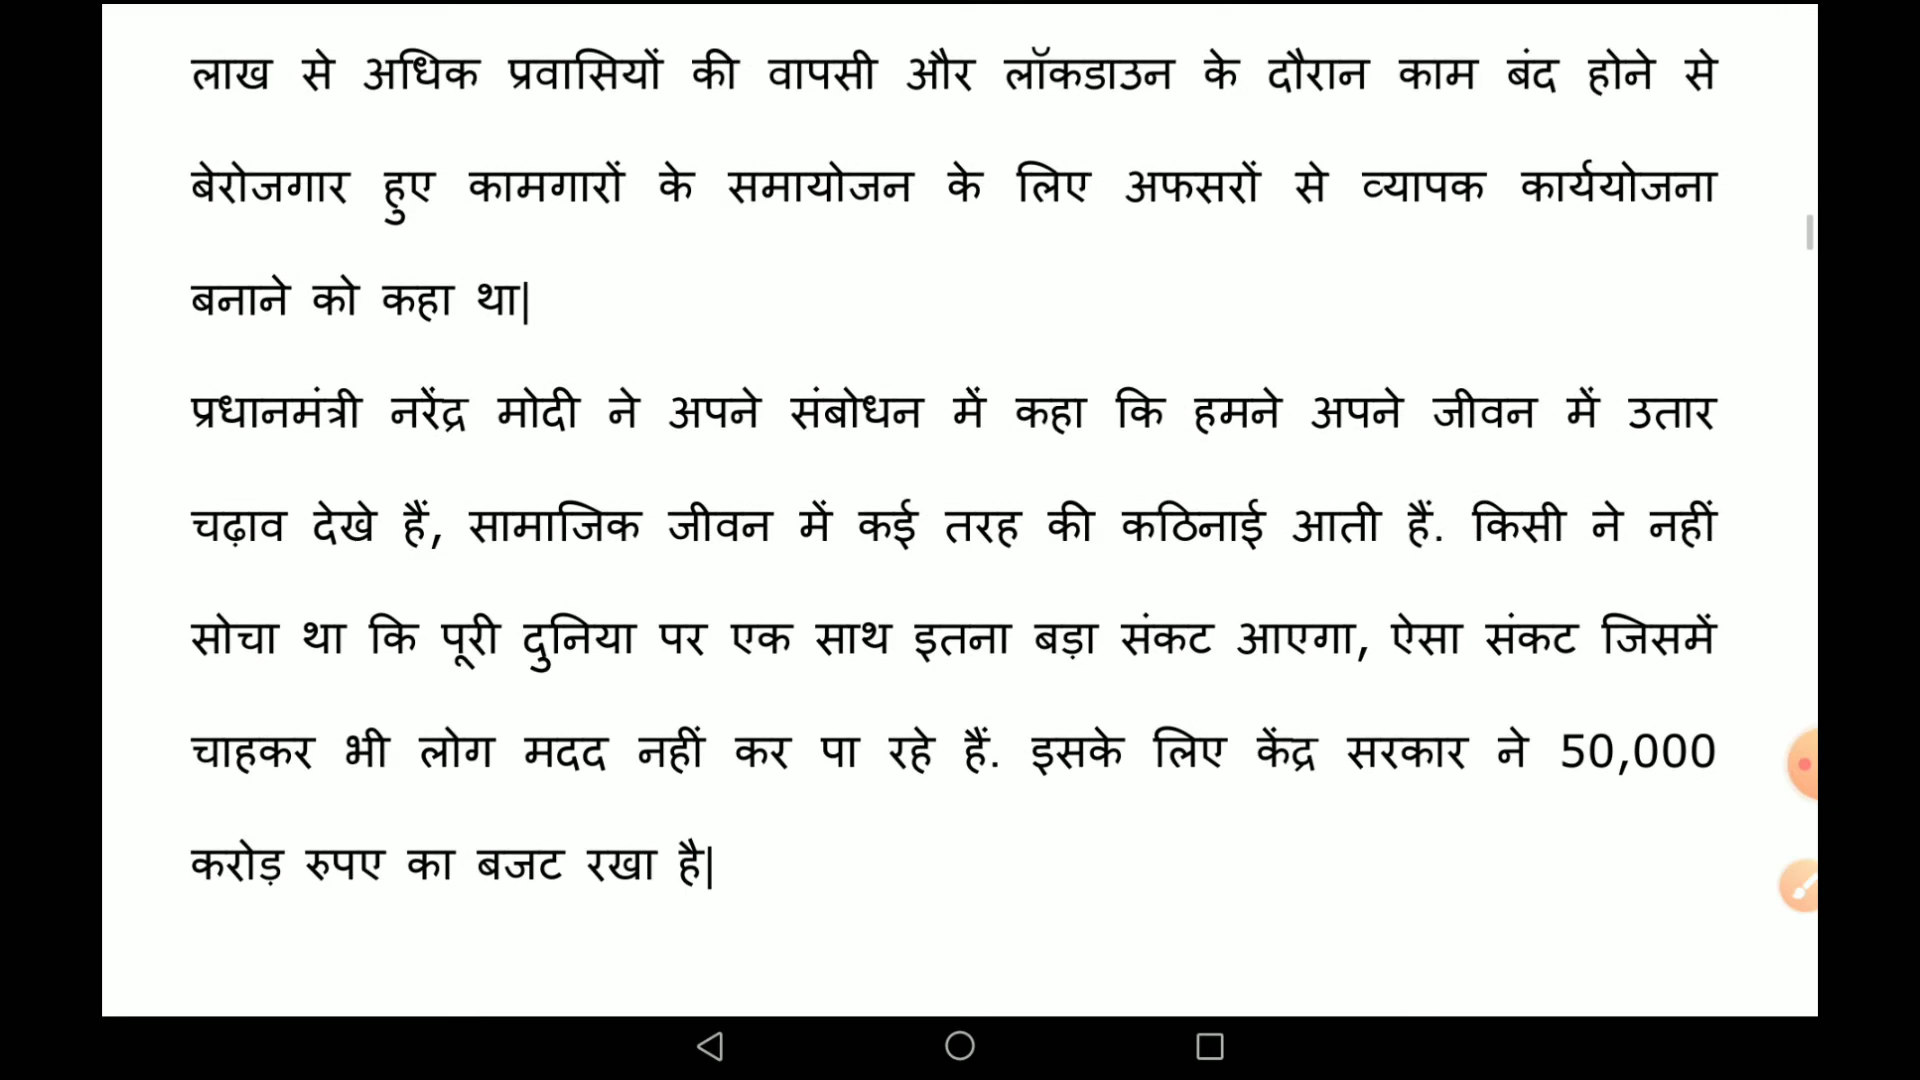 लाख से अधिक प्रवासियों की वापसी और लॉकडाउन के दौरान काम बंद होने से
बेरोजगार हुए कामगारों के समायोजन के लिए अफसरों से व्यापक कार्ययोजना
बनाने को कहा था|
प्रधानमंत्री नरेंद्र मोदी ने अपने संबोधन में कहा कि हमने अपने जीवन में उतार
चढ़ाव देखे हैं, सामाजिक जीवन में कई तरह की कठिनाई आती हैं. किसी ने नहीं
सोचा था कि पूरी दुनिया पर एक साथ इतना बड़ा संकट आएगा, ऐसा संकट जिसमें
चाहकर भी लोग मदद नहीं कर पा रहे हैं. इसके लिए केंद्र सरकार ने 50,000
करोड़ रुपए का बजट रखा है|